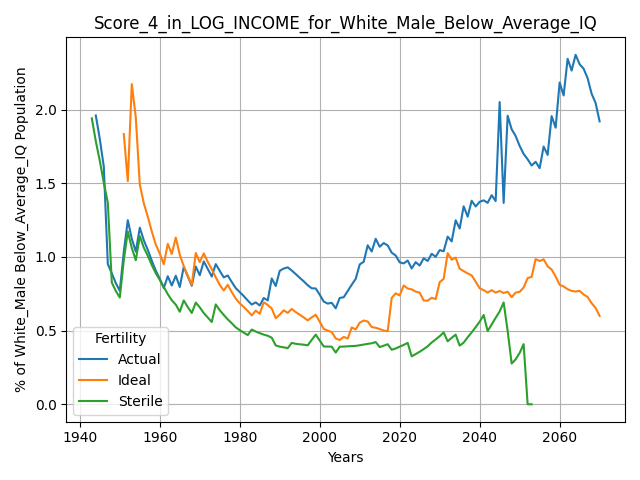 Score_4_in_LOG_INCOME_for_White_Male_Below_Average_IQ
% of White_Male Below_Average_IQ Population
2.0
1.5
1.0
0.5
0.0
Fertility
Actual
Ideal
Sterile
1940 1960 1980 2000 2020 2040 2060
Years